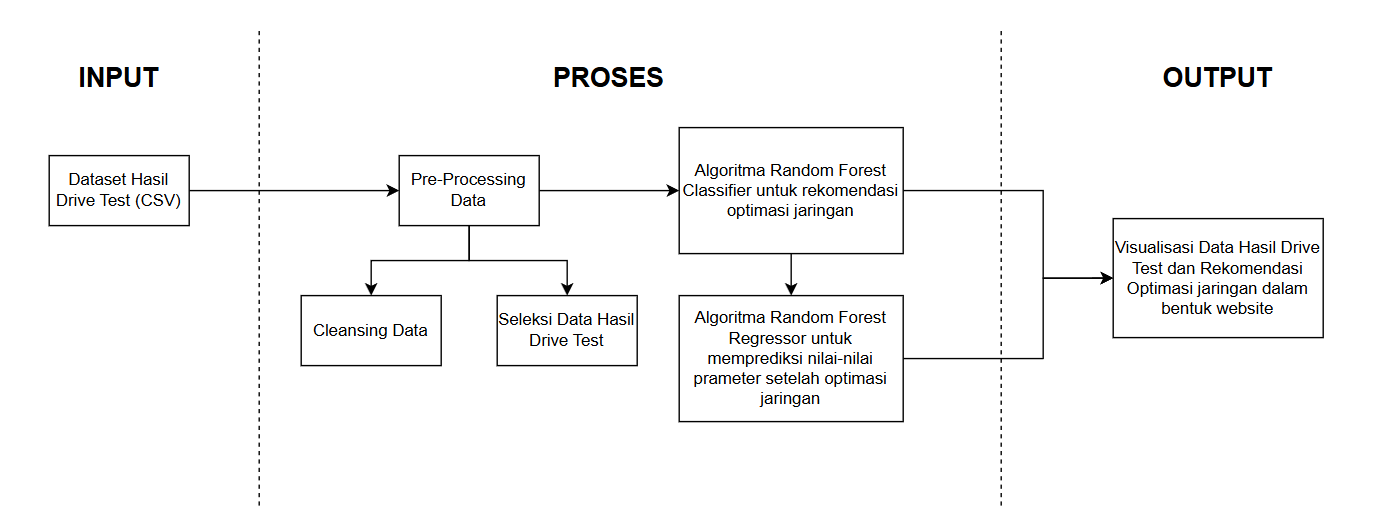 INPUT
PROSES
OUTPUT
Dataset Hasil
Drive Test (CSV)
Pre-Processing
Data
Cleansing Data
Seleksi Data Hasil
Drive Test
Algoritma Random Forest
Classifier untuk rekomendasi
optimasi jaringan
Algoritma Random Forest
Regressor untuk
memprediksi nilai-nilai
prameter setelah optimasi
jaringan
Visualisasi Data Hasil Drive
Test dan Rekomendasi
Optimasi jaringan dalam
bentuk website